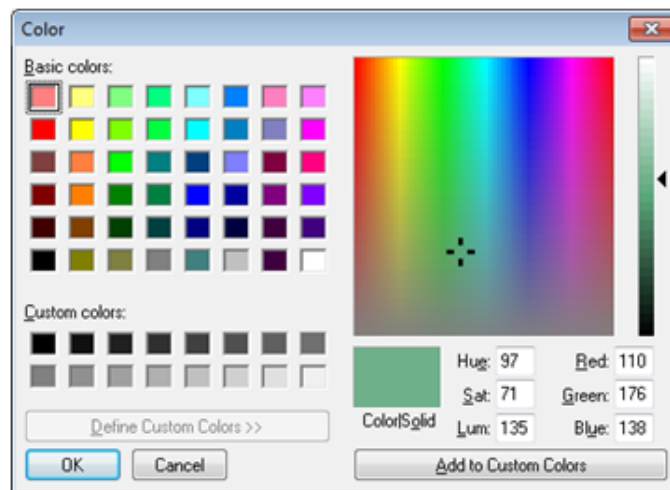 Color
Basic colors:
Custom colors:
Define Custom Colors >>
OK Cancel
Color|Solid
Hue: 97 Red: 110
Sat: 71 Green: 176
Lum: 135 Blue: 138
Add to Custom Colors